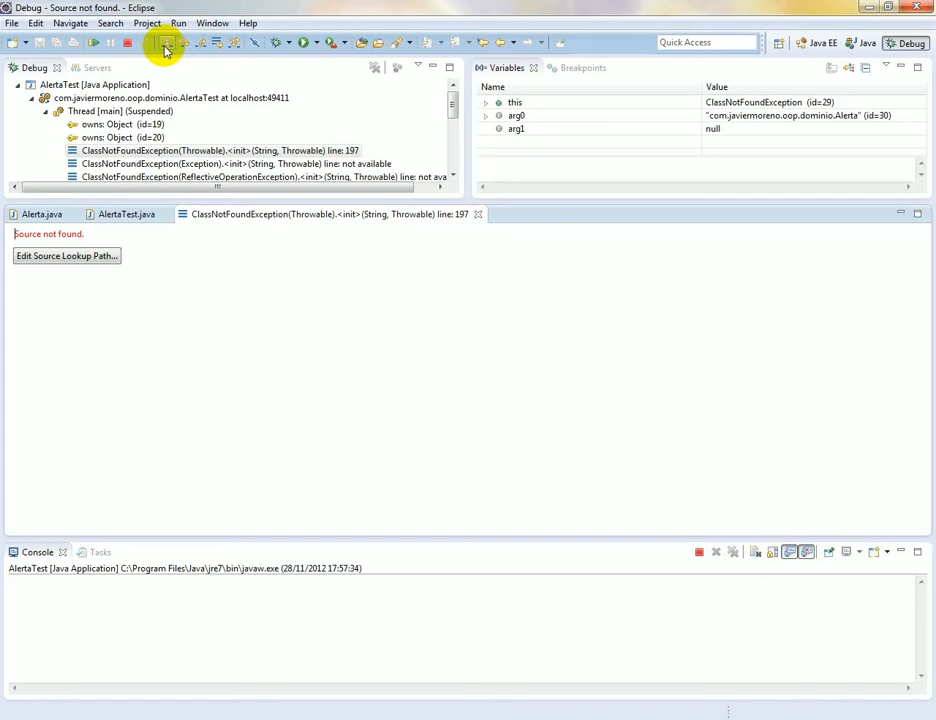 Debug - Source not found. - Eclipse
File Edit Navigate Search Project Run Window Help
Quick Access Java EE Java Debug
Debug Servers
AlertaTest [Java Application]
com.javiermoreno.oop.dominio.AlertaTest at localhost:49411
Thread [main] (Suspended)
owns: Object (id=19)
owns: Object (id=20)
ClassNotFoundException(Throwable).<init>(String, Throwable) line: 197
ClassNotFoundException(Exception).<init>(String, Throwable) line: not available
ClassNotFoundException(ReflectiveOperationException).<init>(String, Throwable) line: not ava
Variables Breakpoints
Name Value
this ClassNotFoundException (id=29)
arg0 "com.javiermoreno.oop.dominio.Alerta" (id=30)
arg1 null
Alerta.java AlertaTest.java ClassNotFoundException(Throwable).<init>(String, Throwable) line: 197
Source not found.
Edit Source Lookup Path...
Console Tasks
AlertaTest [Java Application] C:\Program Files\Java\jre7\bin\javaw.exe (28/11/2012 17:57:34)